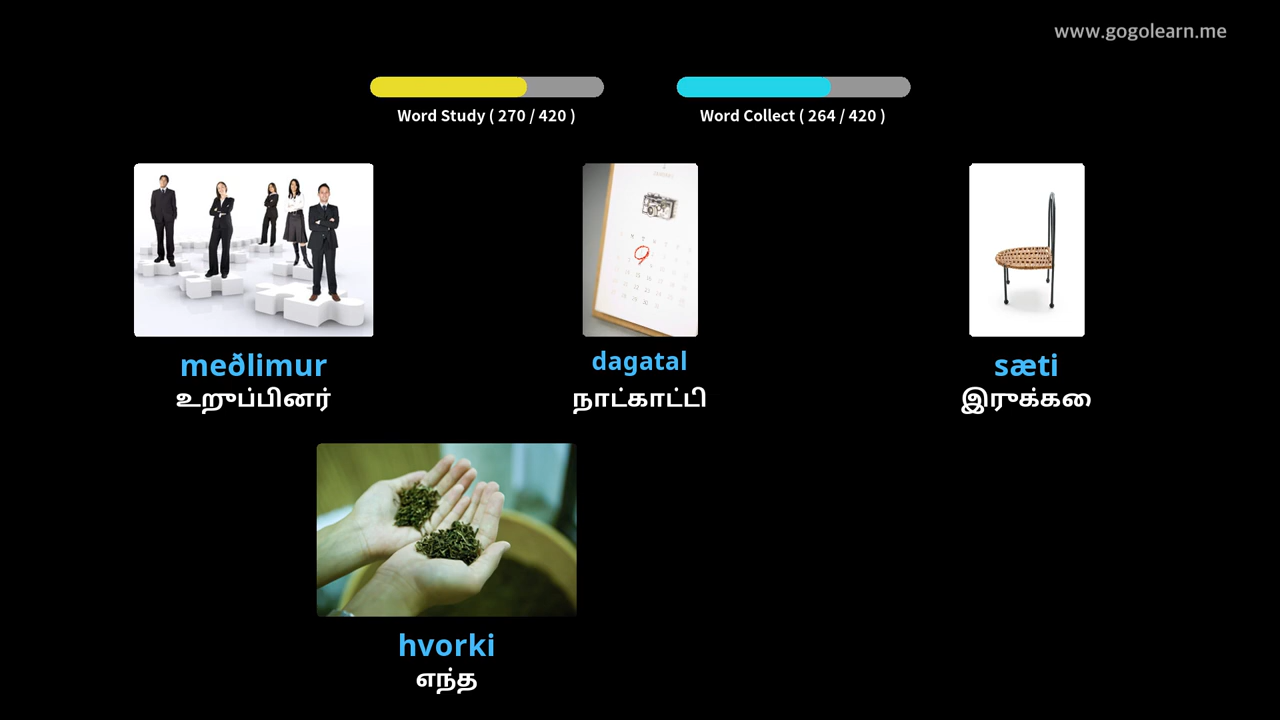 www.gogolearn.me
Word Study ( 270 / 420 )
Word Collect ( 264 / 420 )
meðlimur
உறுப்பினர்
dagatal
நாட்காட்டி
sæti
இருக்கை
hvorki
எந்த